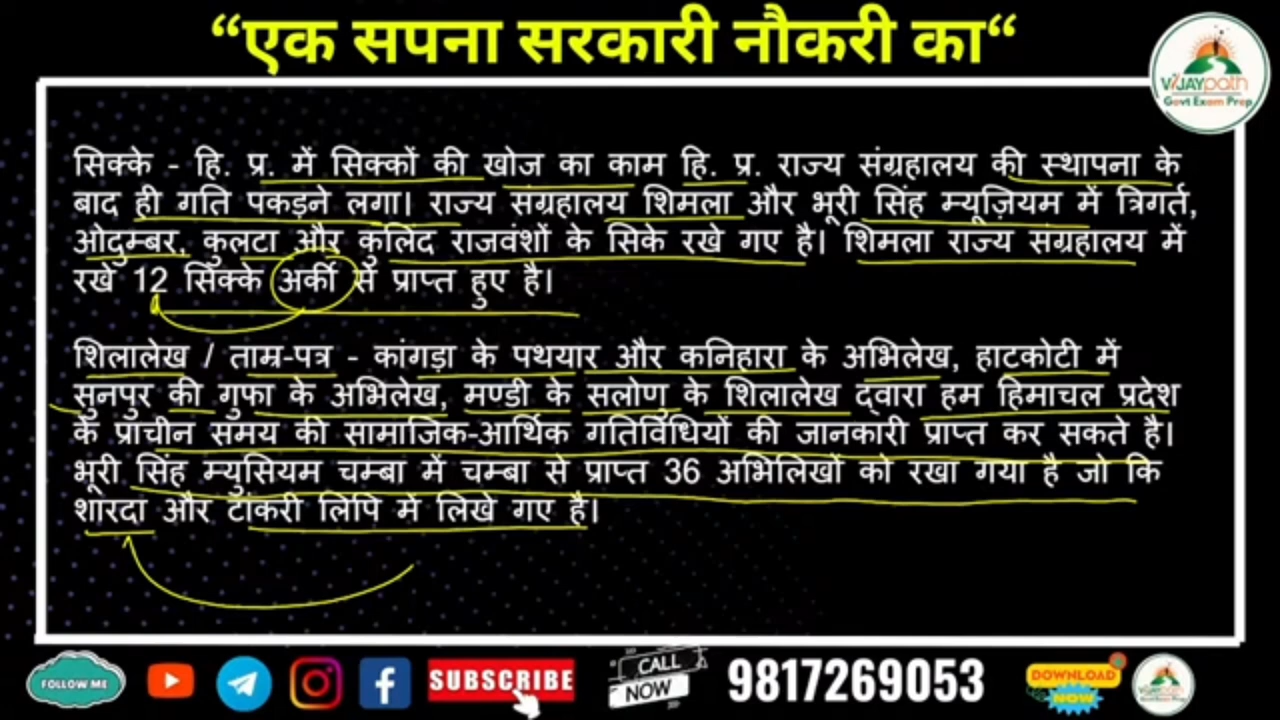 “एक सपना सरकारी नौकरी का“
VIJAYpath
Govt Exam Prep
सिक्के - हि. प्र. में सिक्कों की खोज का काम हि. प्र. राज्य संग्रहालय की स्थापना के
बाद ही गति पकड़ने लगा। राज्य संग्रहालय शिमला और भूरी सिंह म्यूज़ियम में त्रिगर्त,
ओदुम्बर, कुलटा और कुलिंद राजवंशों के सिके रखे गए है। शिमला राज्य संग्रहालय में
रखे 12 सिक्के अर्की से प्राप्त हुए है।
शिलालेख / ताम्र-पत्र - कांगड़ा के पथयार और कनिहारा के अभिलेख, हाटकोटी में
सुनपुर की गुफा के अभिलेख, मण्डी के सलोणु के शिलालेख द्वारा हम हिमाचल प्रदेश
के प्राचीन समय की सामाजिक-आर्थिक गतिविधियों की जानकारी प्राप्त कर सकते है।
भूरी सिंह म्युसियम चम्बा में चम्बा से प्राप्त 36 अभिलिखों को रखा गया है जो कि
शारदा और टांकरी लिपि में लिखे गए है।
FOLLOW ME
SUBSCRIBE
CALL
NOW
9817269053
DOWNLOAD
NOW
VIJAYpath